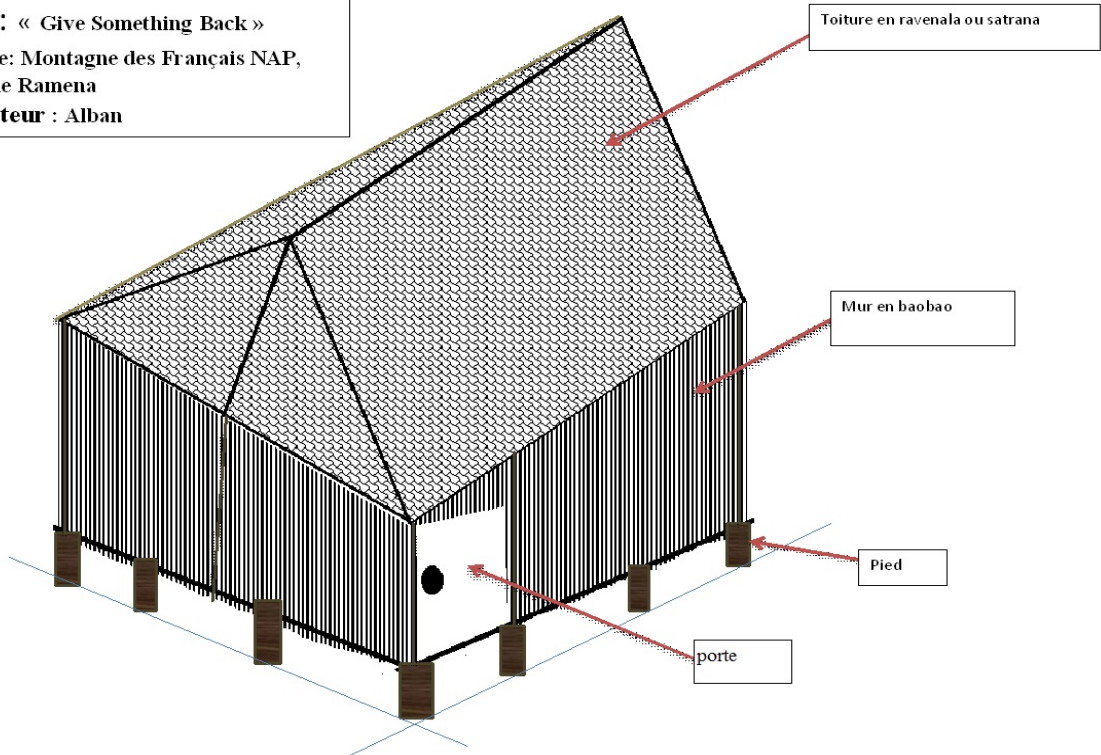 : « Give Something Back »
e: Montagne des Français NAP,
e Ramena
teur : Alban
Toiture en ravenala ou satrana
Mur en baobao
Pied
porte